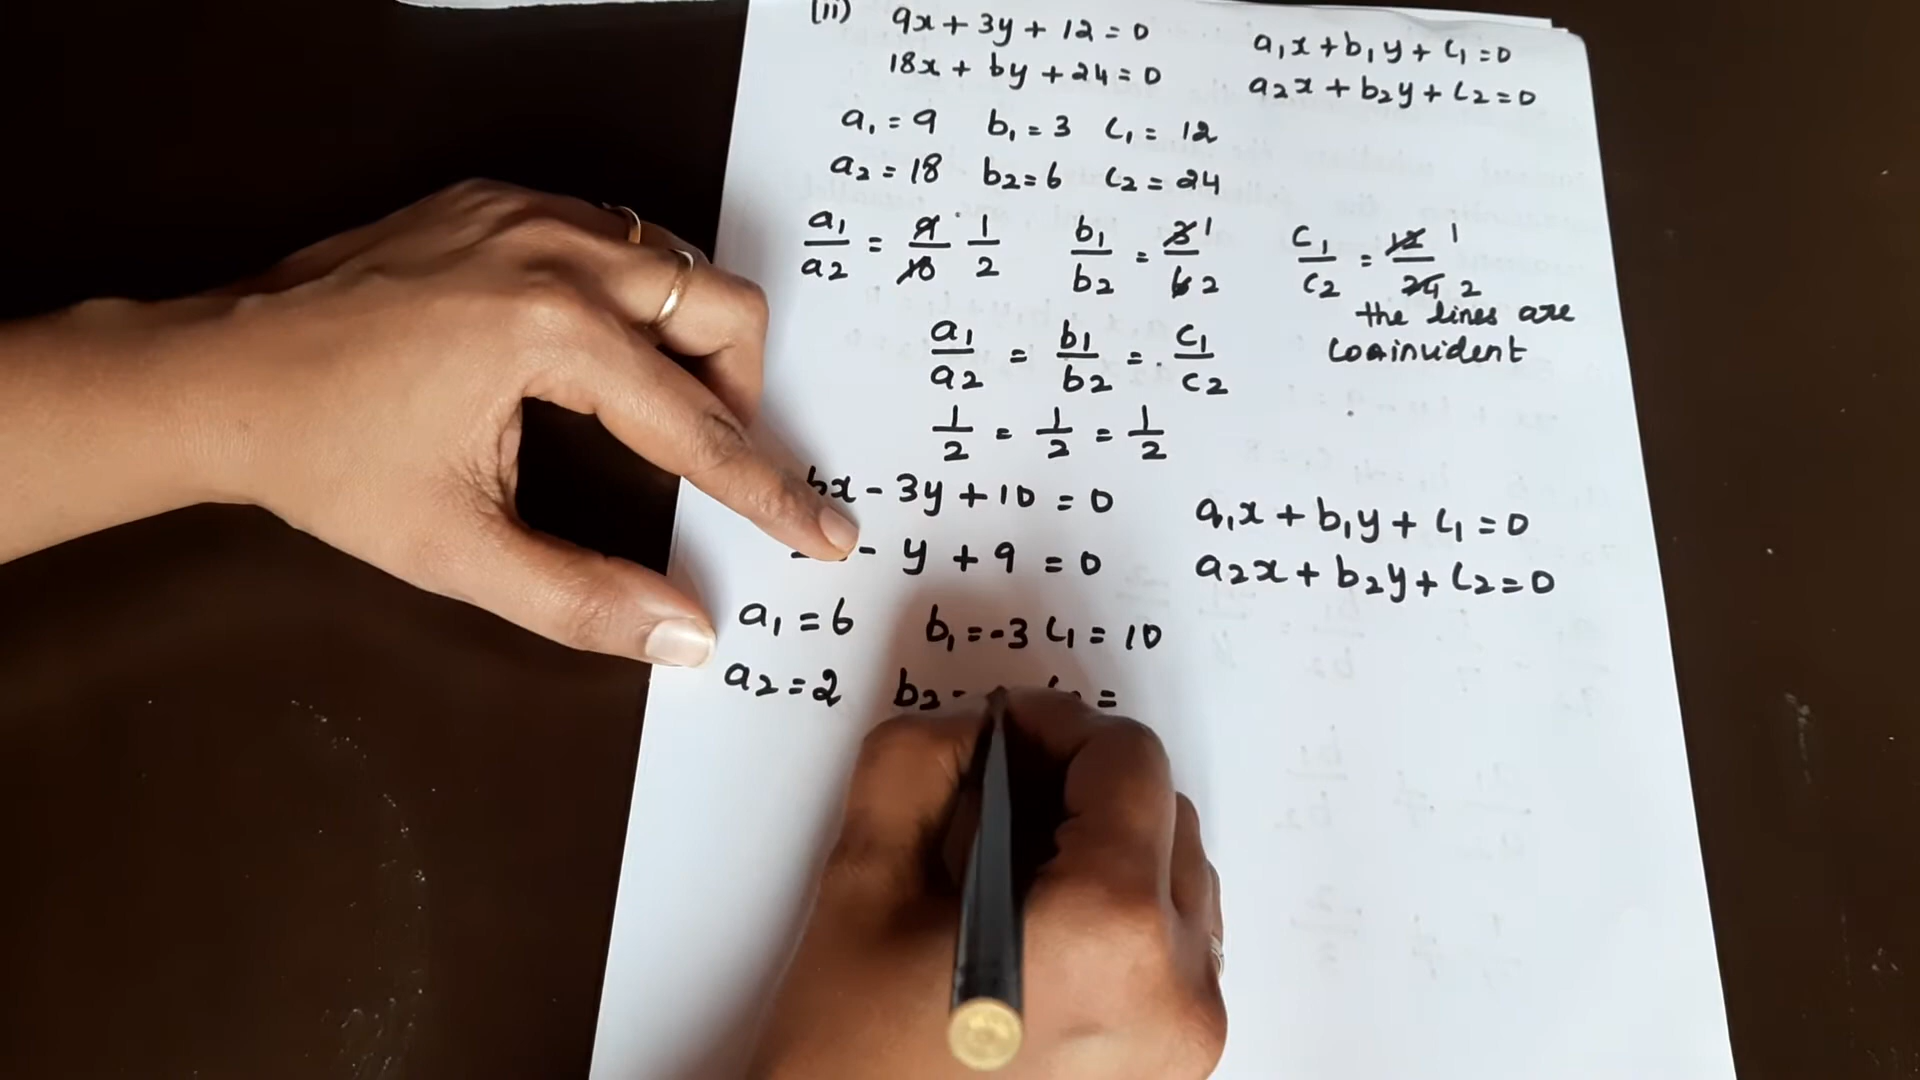 (ii) 9x + 3y + 12 = 0
18x + 6y + 24 = 0
a₁x + b₁y + c₁ = 0
a₂x + b₂y + c₂ = 0
a₁ = 9 b₁ = 3 c₁ = 12
a₂ = 18 b₂ = 6 c₂ = 24
a₁/a₂ = 9/18 1/2 b₁/b₂ = 3/6 1/2 c₁/c₂ = 12/24 1/2
the lines are
coainvident
a₁/a₂ = b₁/b₂ = c₁/c₂
1/2 = 1/2 = 1/2
6x - 3y + 10 = 0
- y + 9 = 0
a₁x + b₁y + c₁ = 0
a₂x + b₂y + c₂ = 0
a₁ = 6 b₁ = -3 c₁ = 10
a₂ = 2 b₂ =